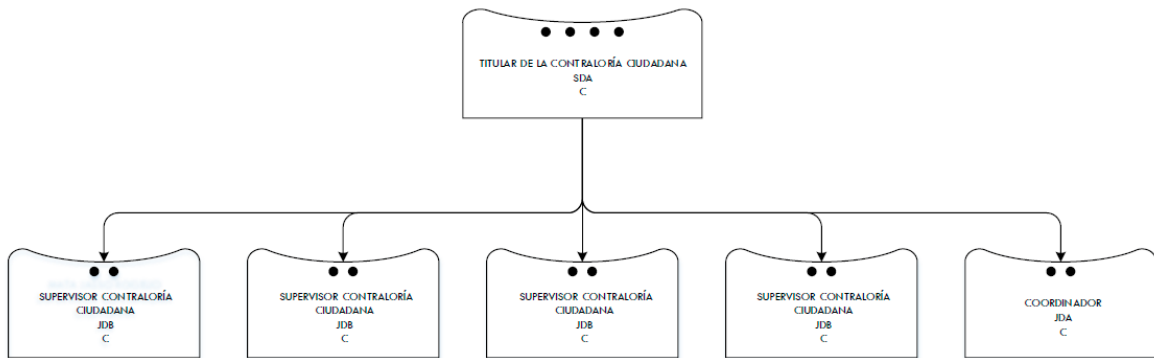 TITULAR DE LA CONTRALORÍA CIUDADANA
SDA
C
SUPERVISOR CONTRALORÍA
CIUDADANA
JDB
C
SUPERVISOR CONTRALORÍA
CIUDADANA
JDB
C
SUPERVISOR CONTRALORÍA
CIUDADANA
JDB
C
SUPERVISOR CONTRALORÍA
CIUDADANA
JDB
C
COORDINADOR
JDA
C